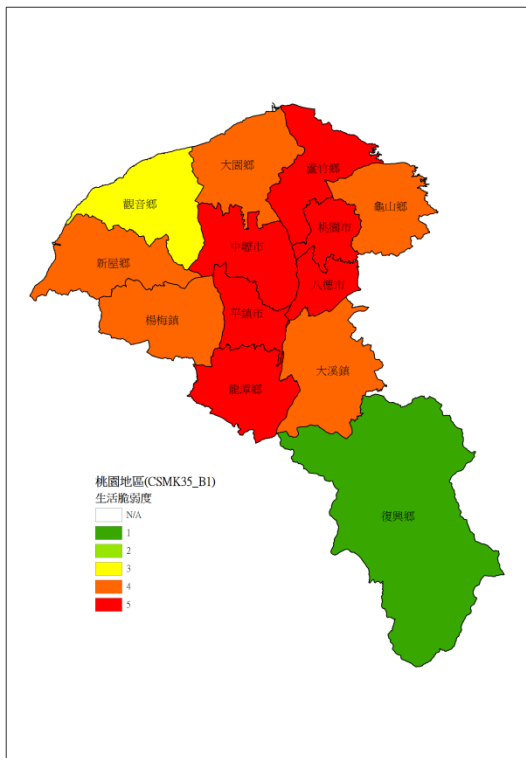 大園鄉
蘆竹鄉
觀音鄉
龜山鄉
桃園市
中壢市
新屋鄉
八德市
平鎮市
楊梅鎮
大溪鎮
龍潭鄉
復興鄉
桃園地區(CSMK35_B1)
生活脆弱度
N/A
1
2
3
4
5